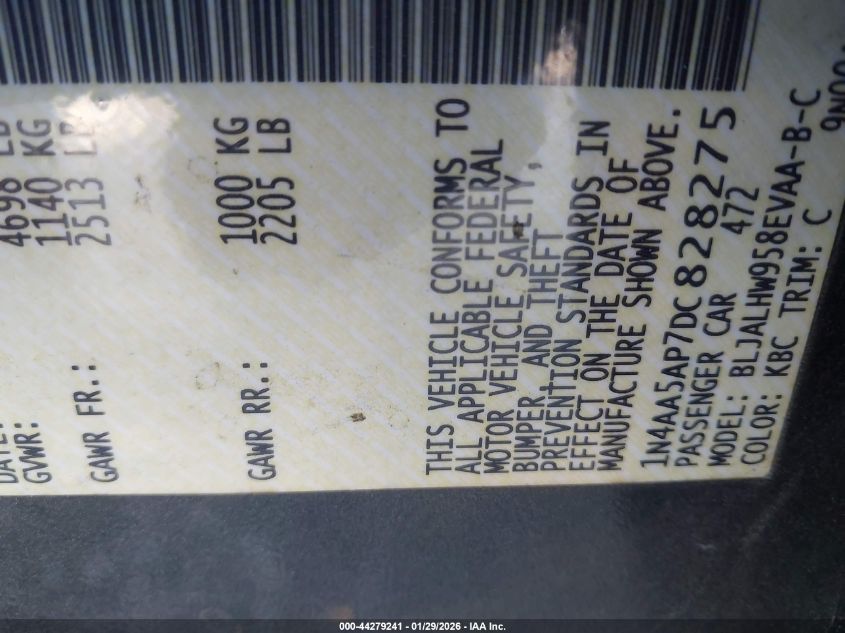 DATE:
GVWR: 4698 LB
GAWR FR.: 1140 KG
2513 LB
GAWR RR.: 1000 KG
2205 LB
THIS VEHICLE CONFORMS TO
ALL APPLICABLE FEDERAL
MOTOR VEHICLE SAFETY,
BUMPER, AND THEFT
PREVENTION STANDARDS IN
EFFECT ON THE DATE OF
MANUFACTURE SHOWN ABOVE.
1N4AA5AP7DC828275
PASSENGER CAR 472
MODEL: BLJALHW958EVAA-B-C
COLOR: KBC TRIM: C
000-44279241 - 01/29/2026 - IAA Inc.